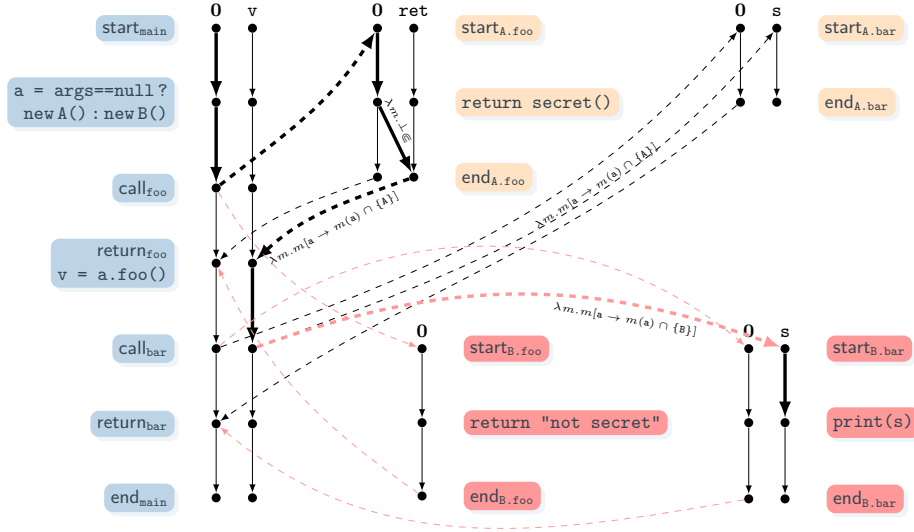 0 v 0 ret 0 s
start_main start_A.foo start_A.bar
a = args==null ?
new A() : new B()
return secret() end_A.bar
λm.⊤⋓
call_foo end_A.foo
λm.m[a → m(a) ∩ {A}]
λm.m[a → m(a) ∩ {A}]
return_foo
v = a.foo()
λm.m[a → m(a) ∩ {B}]
0 0 s
call_bar start_B.foo start_B.bar
return_bar return "not secret" print(s)
end_main end_B.foo end_B.bar